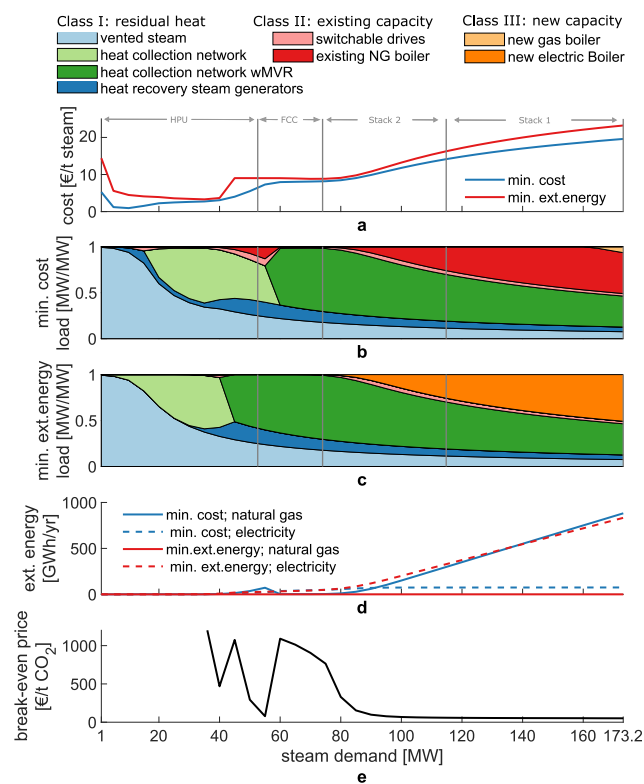 Class I: residual heat
vented steam
heat collection network
heat collection network wMVR
heat recovery steam generators
Class II: existing capacity
switchable drives
existing NG boiler
Class III: new capacity
new gas boiler
new electric Boiler
HPU
FCC
Stack 2
Stack 1
cost [€/t steam]
20
10
0
min. cost
min. ext.energy
a
min. cost
load [MW/MW]
1
0.5
0
b
min. ext.energy
load [MW/MW]
1
0.5
0
c
ext. energy
[GWh/yr]
1000
500
0
min. cost; natural gas
min. cost; electricity
min.ext.energy; natural gas
min. ext.energy; electricity
d
break-even price
[€/t CO2]
1000
500
0
1
20
40
60
80
100
120
140
160
173.2
steam demand [MW]
e